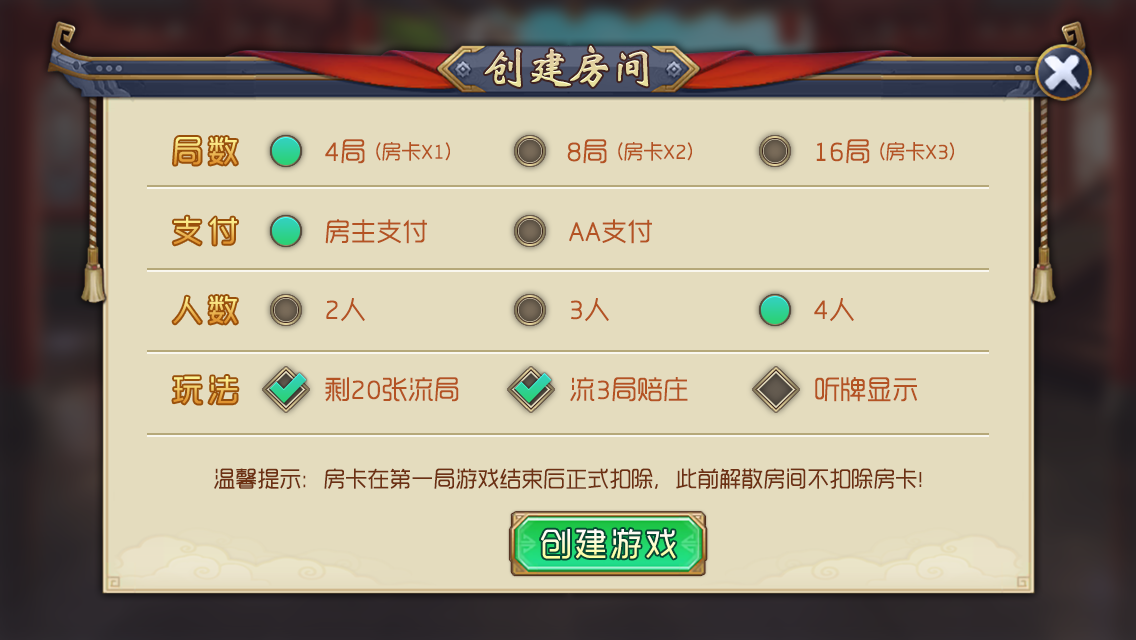 创建房间
局数 4局 (房卡X1) 8局 (房卡X2) 16局 (房卡X3)
支付 房主支付 AA支付
人数 2人 3人 4人
玩法 剩20张流局 流3局赔庄 听牌显示
温馨提示: 房卡在第一局游戏结束后正式扣除, 此前解散房间不扣除房卡!
创建游戏